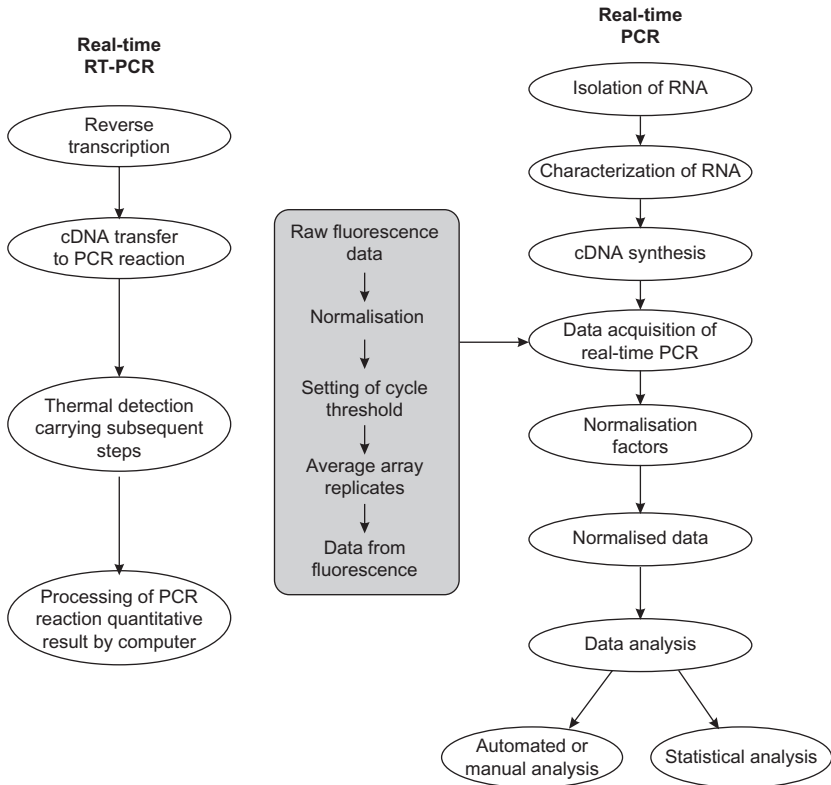 Real-time
RT-PCR
Reverse
transcription
cDNA transfer
to PCR reaction
Thermal detection
carrying subsequent
steps
Processing of PCR
reaction quantitative
result by computer
Raw fluorescence
data
Normalisation
Setting of cycle
threshold
Average array
replicates
Data from
fluorescence
Real-time
PCR
Isolation of RNA
Characterization of RNA
cDNA synthesis
Data acquisition of
real-time PCR
Normalisation
factors
Normalised data
Data analysis
Automated or
manual analysis
Statistical analysis